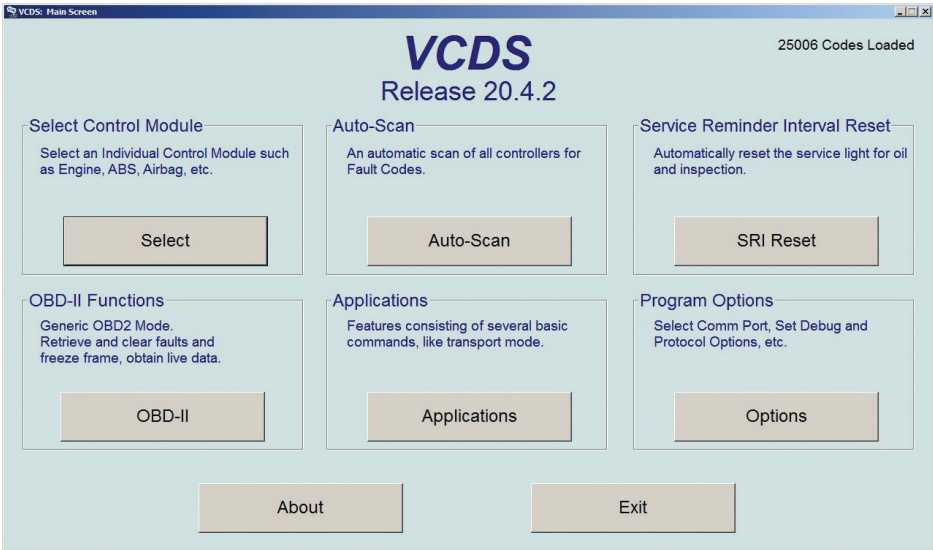 VCDS: Main Screen
VCDS
Release 20.4.2
25006 Codes Loaded
Select Control Module
Select an Individual Control Module such
as Engine, ABS, Airbag, etc.
Select
Auto-Scan
An automatic scan of all controllers for
Fault Codes.
Auto-Scan
Service Reminder Interval Reset
Automatically reset the service light for oil
and inspection.
SRI Reset
OBD-II Functions
Generic OBD2 Mode.
Retrieve and clear faults and
freeze frame, obtain live data.
OBD-II
Applications
Features consisting of several basic
commands, like transport mode.
Applications
Program Options
Select Comm Port, Set Debug and
Protocol Options, etc.
Options
About
Exit